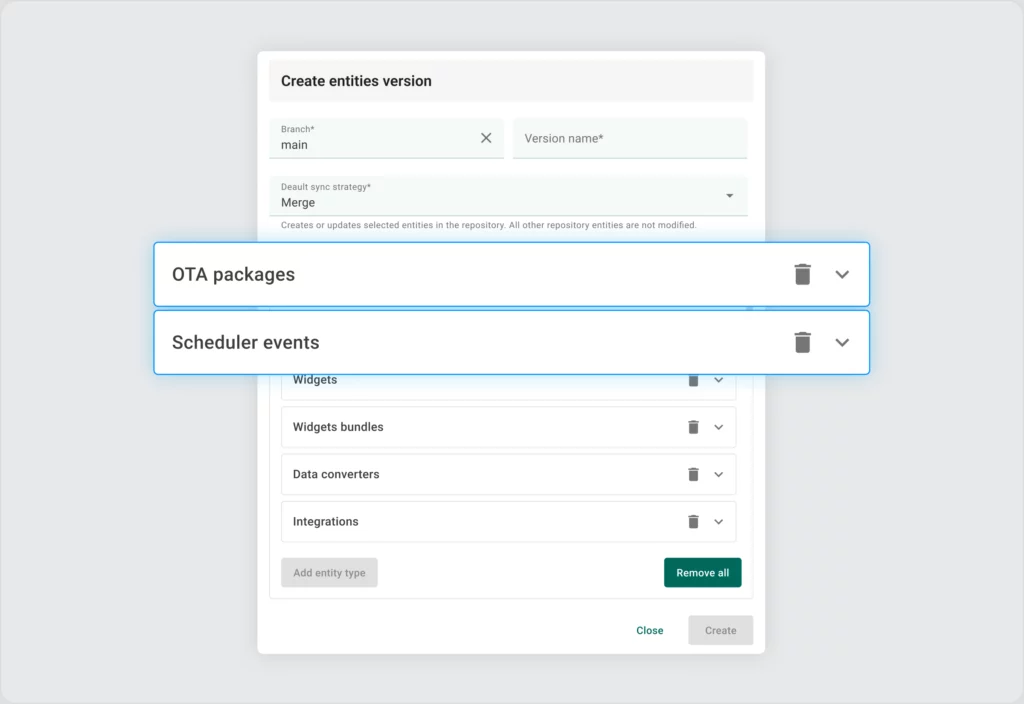 Create entities version
Branch*
main
Version name*
Deault sync strategy*
Merge
Creates or updates selected entities in the repository. All other repository entities are not modified.
OTA packages
Scheduler events
Widgets
Widgets bundles
Data converters
Integrations
Add entity type
Remove all
Close
Create